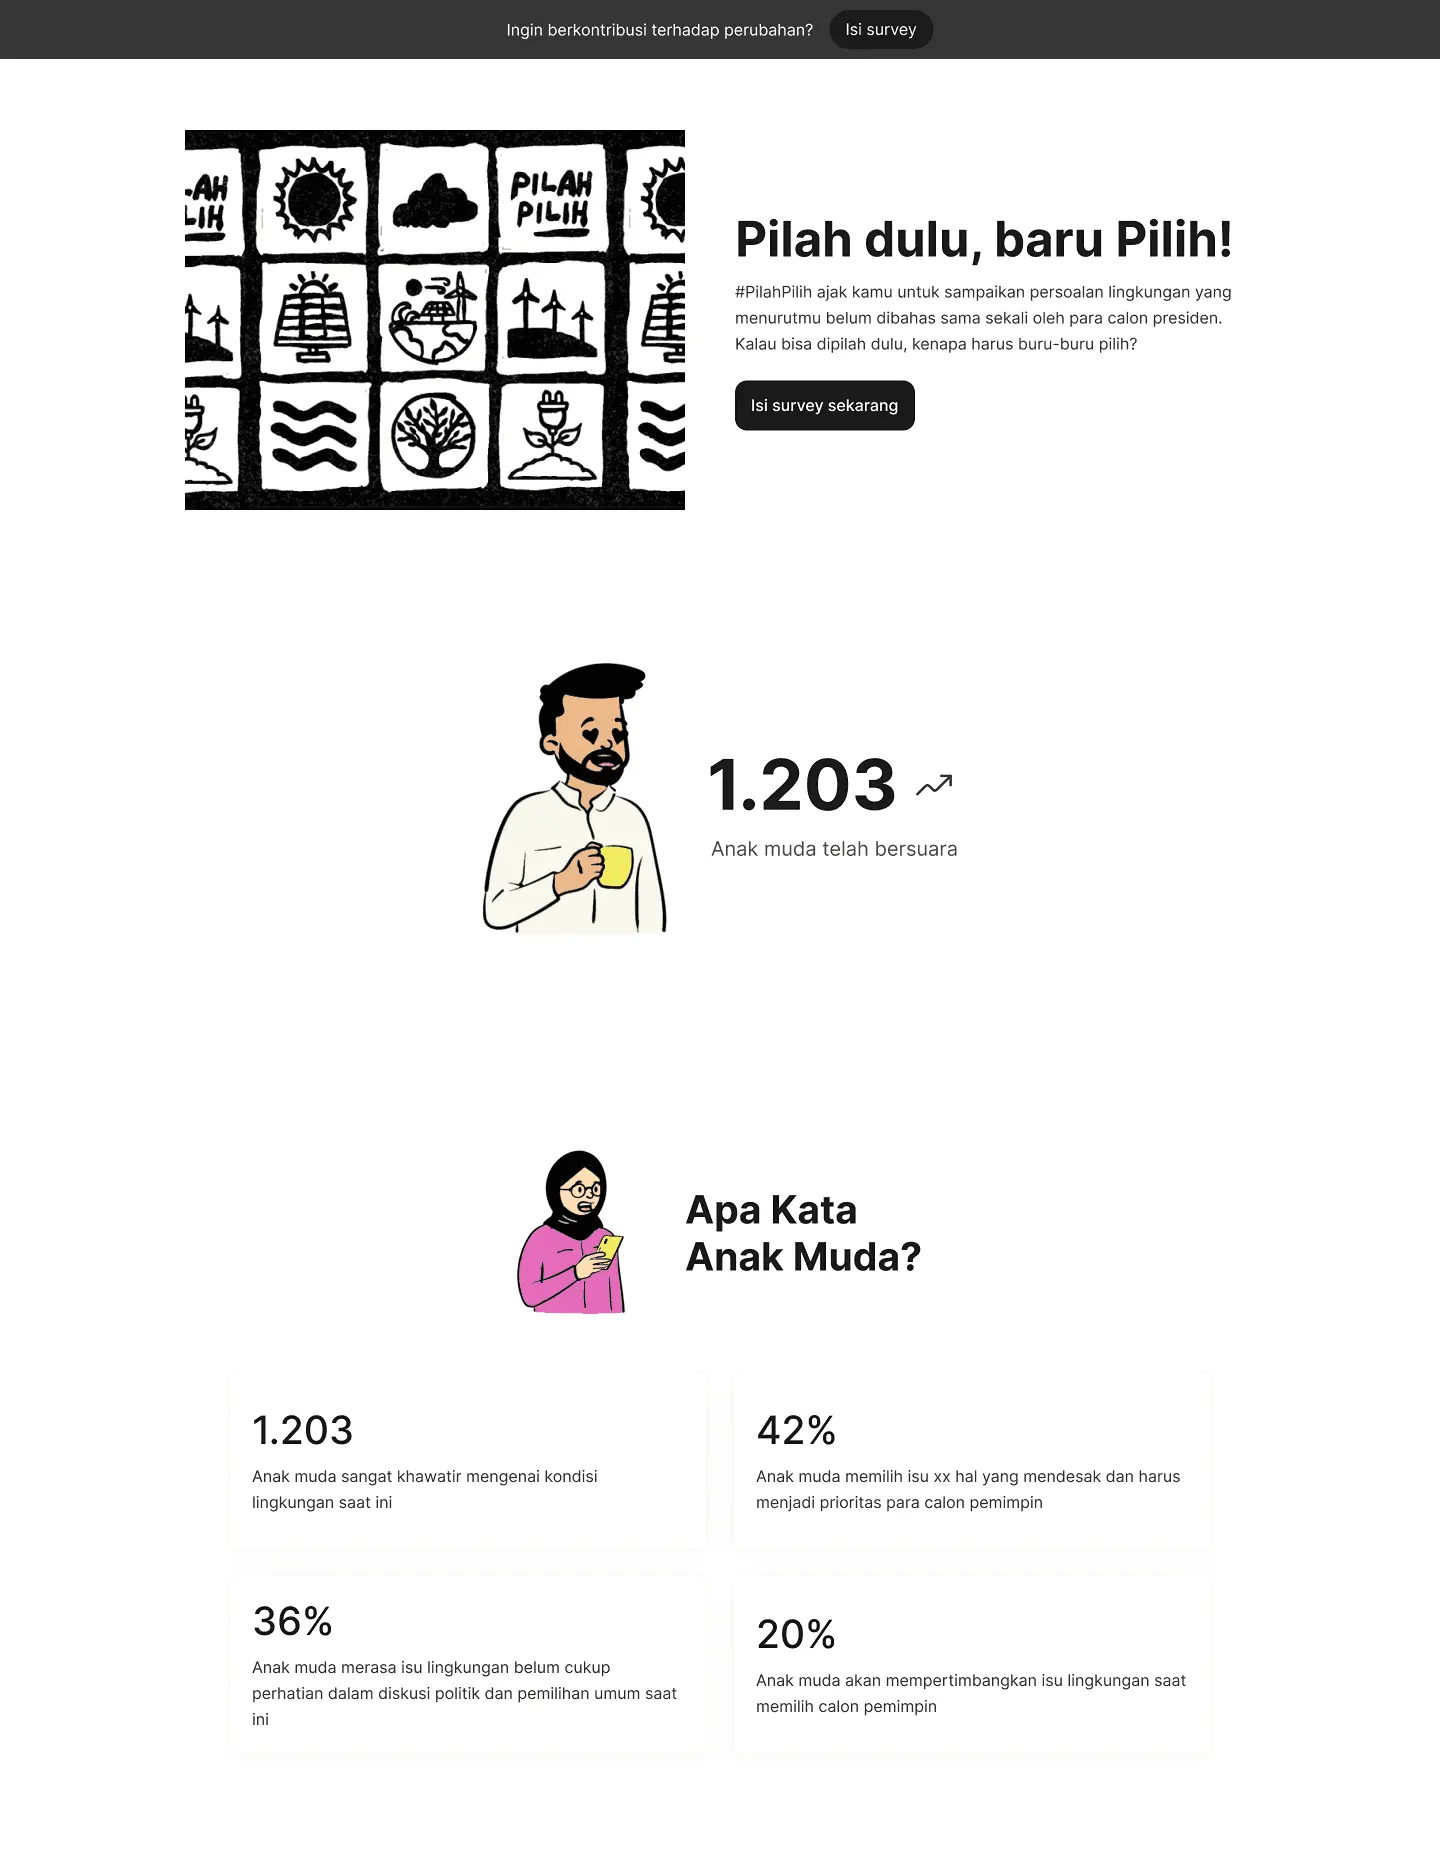 Ingin berkontribusi terhadap perubahan?
Isi survey
-AH
LIH
PILAH
PILIH
Pilah dulu, baru Pilih!
#PilahPilih ajak kamu untuk sampaikan persoalan lingkungan yang
menurutmu belum dibahas sama sekali oleh para calon presiden.
Kalau bisa dipilah dulu, kenapa harus buru-buru pilih?
Isi survey sekarang
1.203
Anak muda telah bersuara
Apa Kata
Anak Muda?
1.203
Anak muda sangat khawatir mengenai kondisi
lingkungan saat ini
42%
Anak muda memilih isu xx hal yang mendesak dan harus
menjadi prioritas para calon pemimpin
36%
Anak muda merasa isu lingkungan belum cukup
perhatian dalam diskusi politik dan pemilihan umum saat
ini
20%
Anak muda akan mempertimbangkan isu lingkungan saat
memilih calon pemimpin